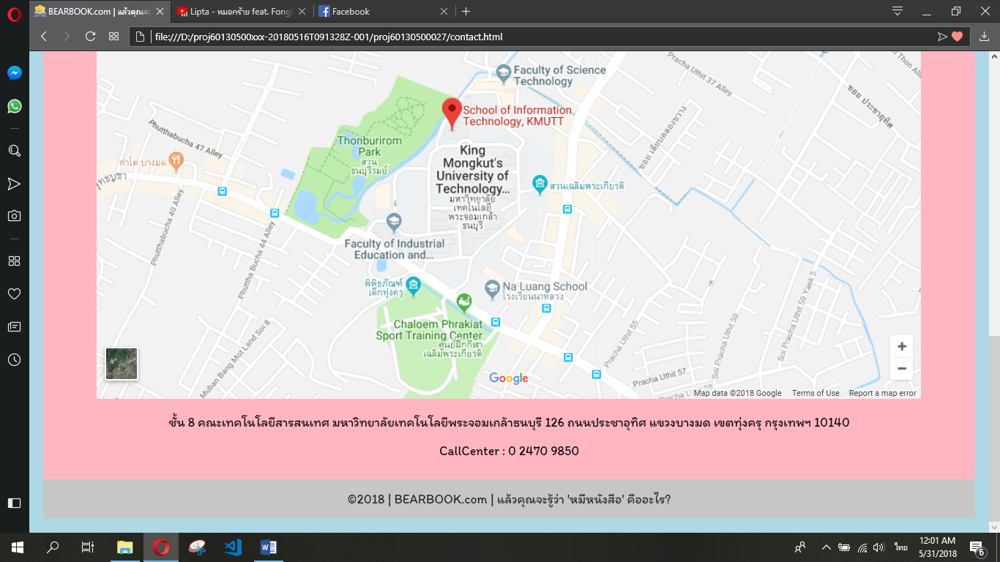 BEARBOOK.com | แล้วคุณจะ
Lipta - หมอกร้าย feat. Fong
Facebook
file:///D:/proj60130500xxx-20180516T091328Z-001/proj60130500027/contact.html
Faculty of Science
Technology
Pracha Uthit 37 Alley
ซอย ประชาอุทิศ
School of Information
Technology, KMUTT
ซอย เลียบคลองขวาง
Phutthabucha 47 Alley
Thonburirom
Park
สวน
ธนบุรีรมย์
คำโต บางมด
King
Mongkut's
University of
Technology...
มหาวิทยาลัย
เทคโนโลยี
พระจอมเกล้า
ธนบุรี
สวนเฉลิมพระเกียรติ
Phutthabucha 40 Alley
Phuttha Bucha 44 Alley
Faculty of Industrial
Education and...
พิพิธภัณฑ์
เด็กทุ่งครุ
Na Luang School
โรงเรียนนาหลวง
Soi Pracha Uthit 59 Yaek 5
Chaloem Phrakiat
Sport Training Center
ศูนย์ฝึกกีฬา
เฉลิมพระเกียรติ
Muban Bang Mot Land Soi 8
Pracha Uthit 55
Soi Pracha Uthit 59
Pracha Uthit 57
Google
Map data ©2018 Google Terms of Use Report a map error
ชั้น 8 คณะเทคโนโลยีสารสนเทศ มหาวิทยาลัยเทคโนโลยีพระจอมเกล้าธนบุรี 126 ถนนประชาอุทิศ แขวงบางมด เขตทุ่งครุ กรุงเทพฯ 10140
CallCenter : 0 2470 9850
©2018 | BEARBOOK.com | แล้วคุณจะรู้ว่า 'หมีหนังสือ' คืออะไร?
ไทย
12:01 AM
5/31/2018
6